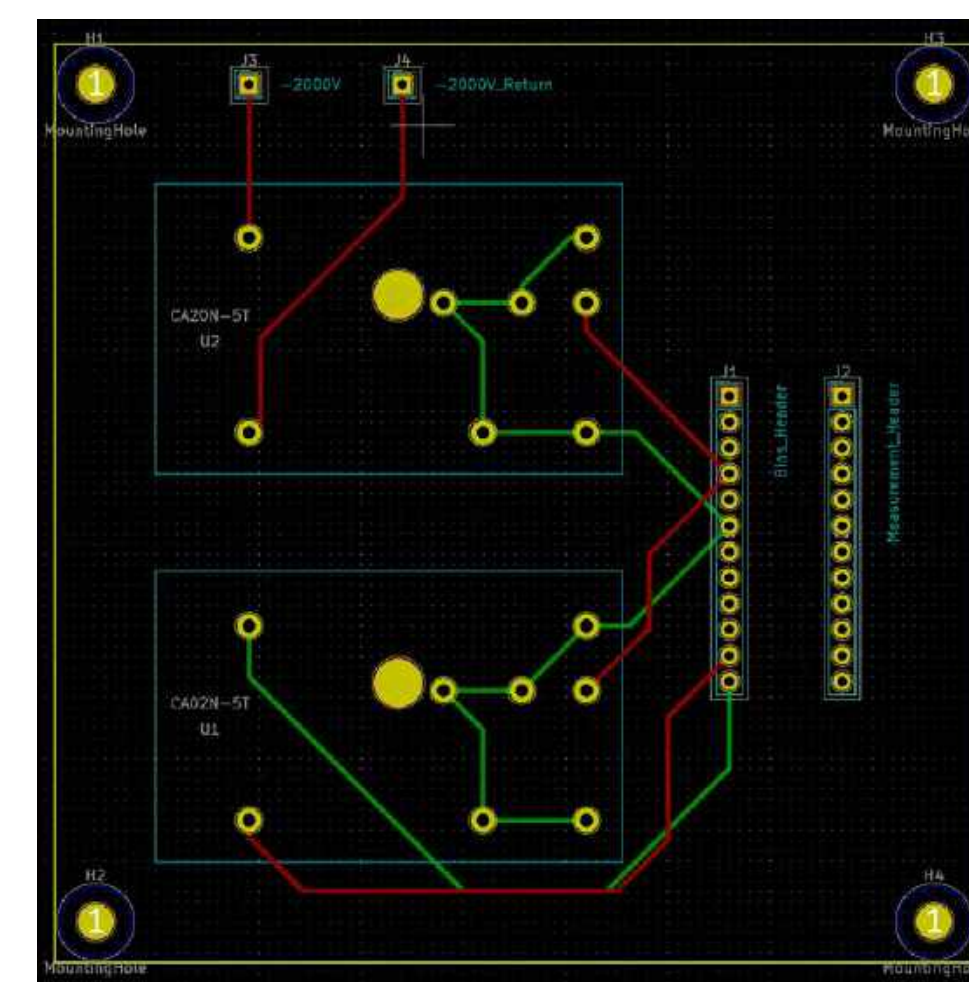 H1
H3
J3
J4
-2000V
-2000V_Return
1
1
MountingHole
MountingHo
CA20N-5T
U2
J1
J2
Bias_Header
Measurement_Header
CA02N-5T
U1
H2
H4
1
1
MountingHole
MountingHo